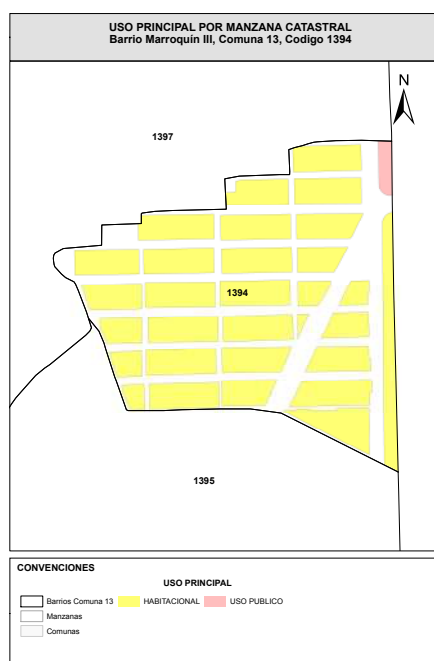 USO PRINCIPAL POR MANZANA CATASTRAL
Barrio Marroquín III, Comuna 13, Codigo 1394
N
1397
1394
1395
CONVENCIONES
USO PRINCIPAL
Barrios Comuna 13 HABITACIONAL USO PUBLICO
Manzanas
Comunas